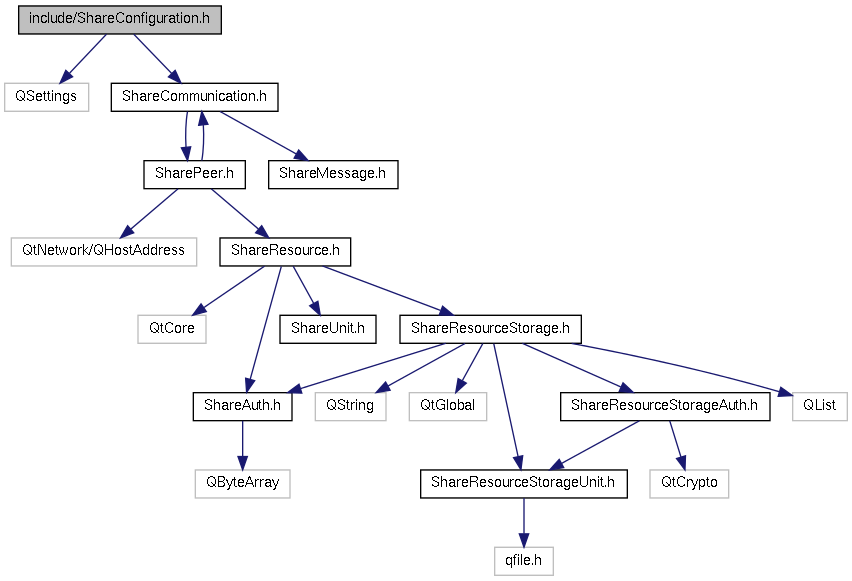 include/ShareConfiguration.h
QSettings
ShareCommunication.h
SharePeer.h
ShareMessage.h
QtNetwork/QHostAddress
ShareResource.h
QtCore
ShareUnit.h
ShareResourceStorage.h
ShareAuth.h
QString
QtGlobal
ShareResourceStorageAuth.h
QList
QByteArray
ShareResourceStorageUnit.h
QtCrypto
qfile.h